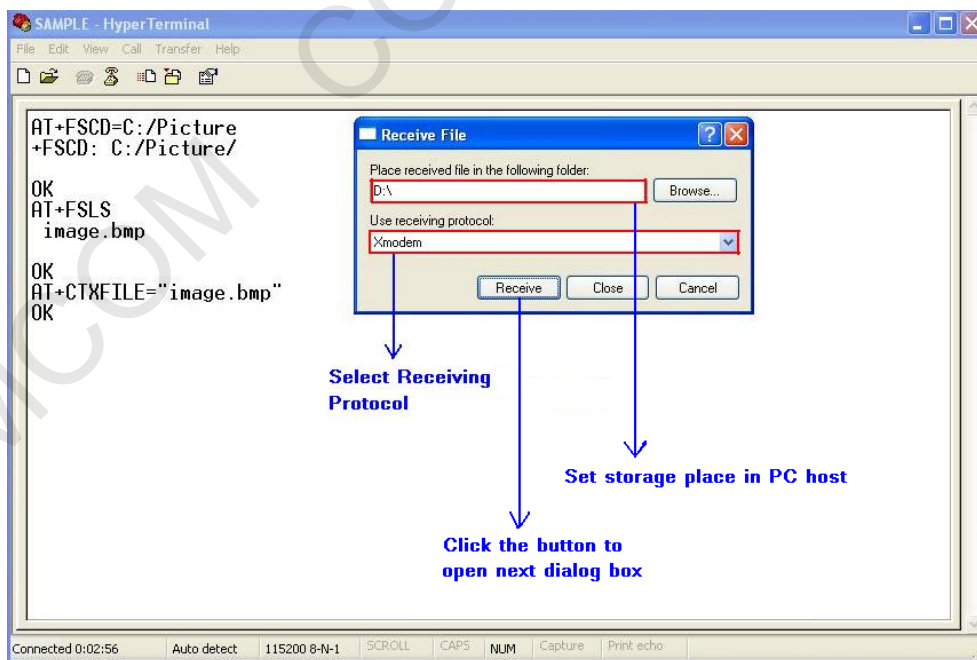 SAMPLE - HyperTerminal
File Edit View Call Transfer Help
AT+FSCD=C:/Picture
+FSCD: C:/Picture/
OK
AT+FSLS
image.bmp
OK
AT+CTXFILE="image.bmp"
OK
Receive File
Place received file in the following folder:
D:\
Browse...
Use receiving protocol:
Xmodem
Receive Close Cancel
Select Receiving
Protocol
Set storage place in PC host
Click the button to
open next dialog box
Connected 0:02:56 Auto detect 115200 8-N-1 SCROLL CAPS NUM Capture Print echo
MCOM CO